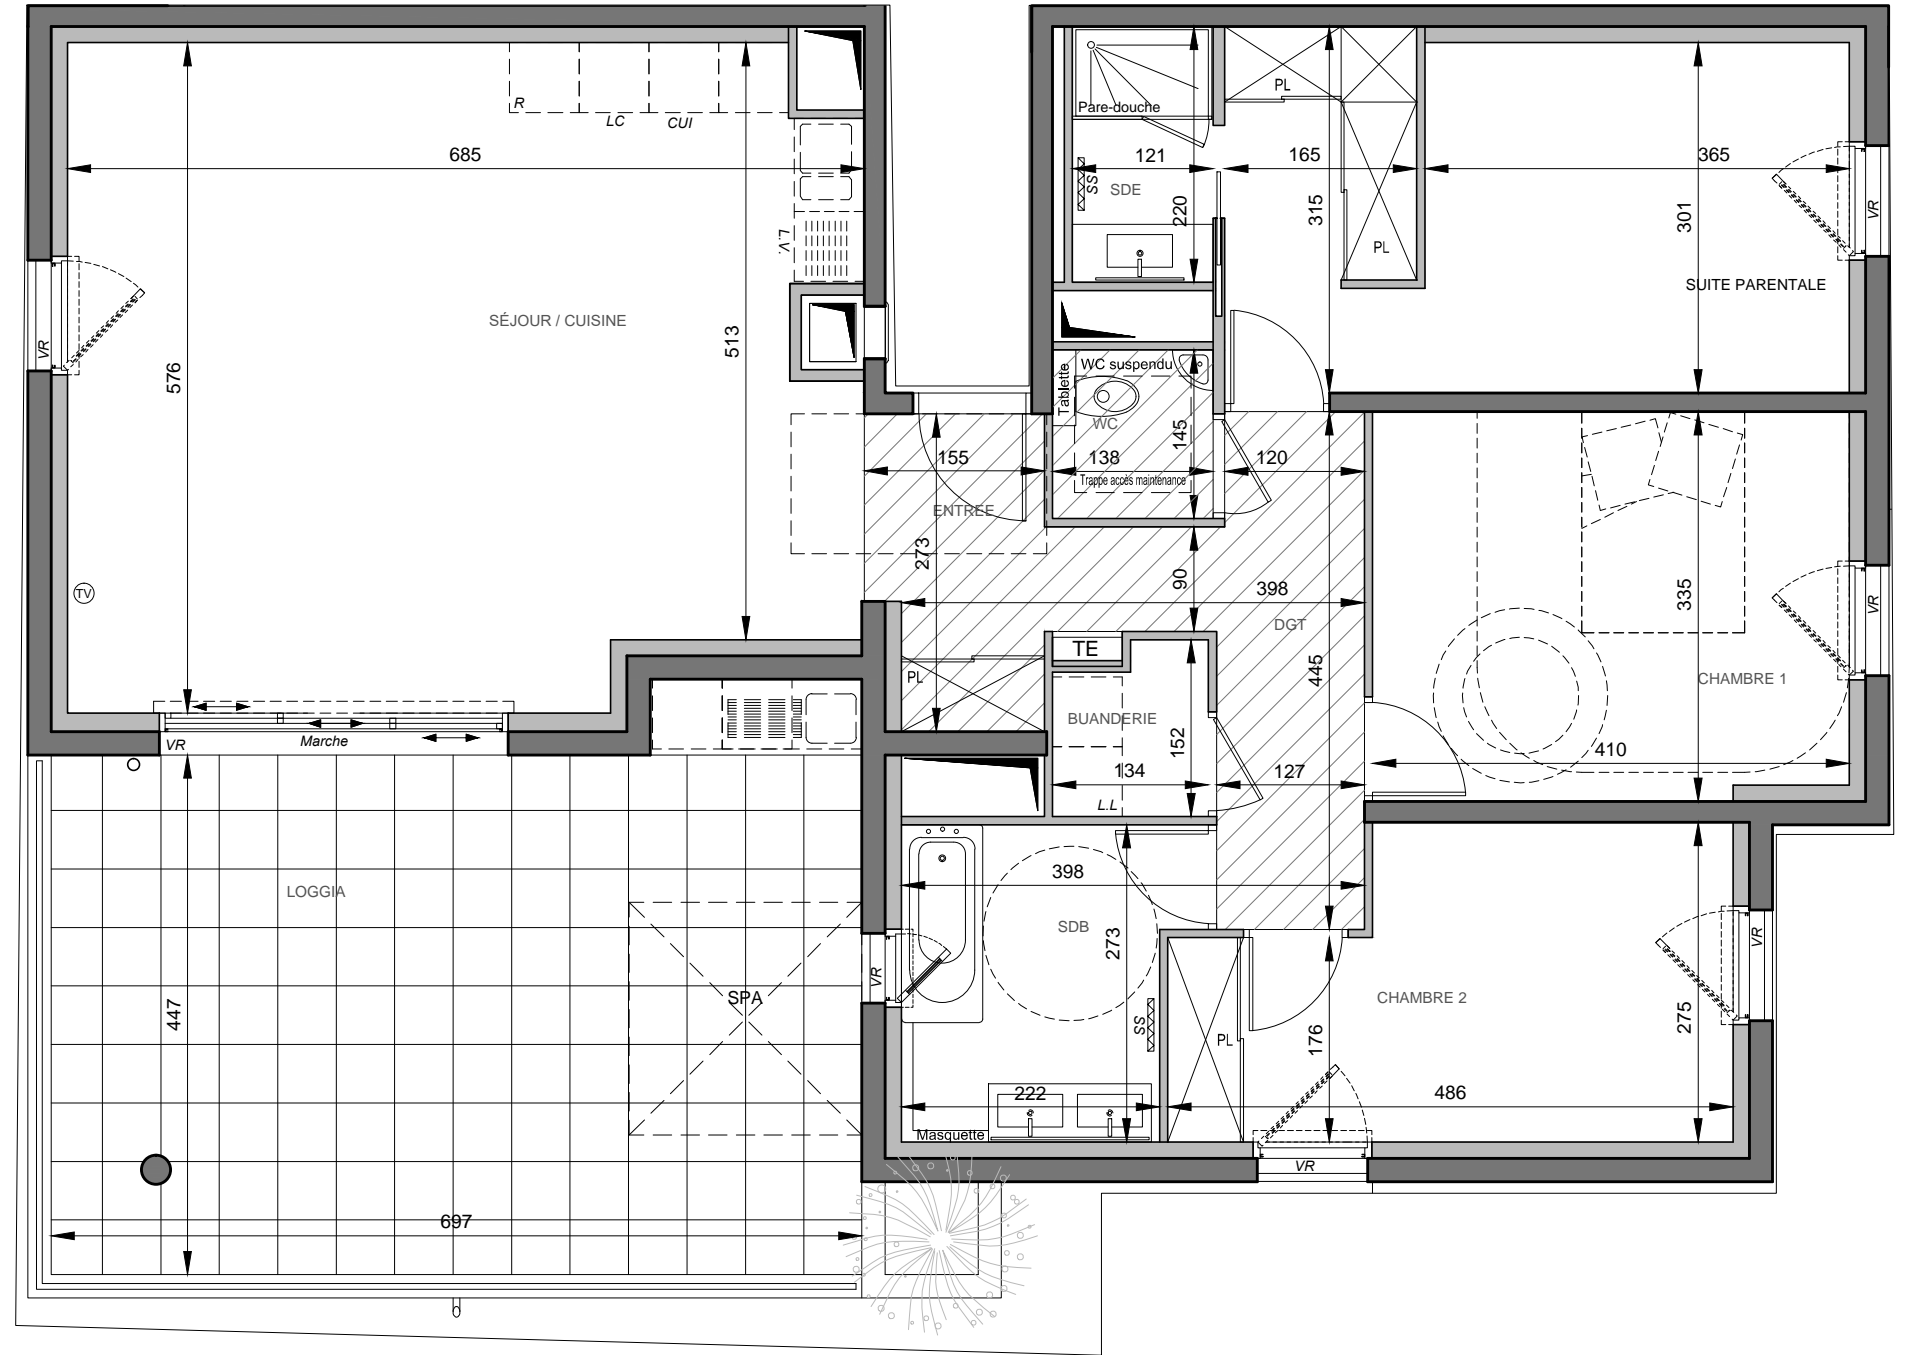 R
LC
CUI
685
576
513
L.V.
SÉJOUR / CUISINE
VR
TV
VR
Marche
Pare-douche
SS
121
SDE
220
PL
165
315
PL
365
301
SUITE PARENTALE
VR
WC suspendu
Tablette
WC
145
138
Trappe accès maintenance
120
155
ENTREE
273
90
398
DGT
445
335
VR
CHAMBRE 1
410
TE
PL
BUANDERIE
152
134
127
L.L
LOGGIA
447
SPA
697
398
SDB
273
VR
SS
222
Masquette
PL
176
CHAMBRE 2
275
VR
486
VR